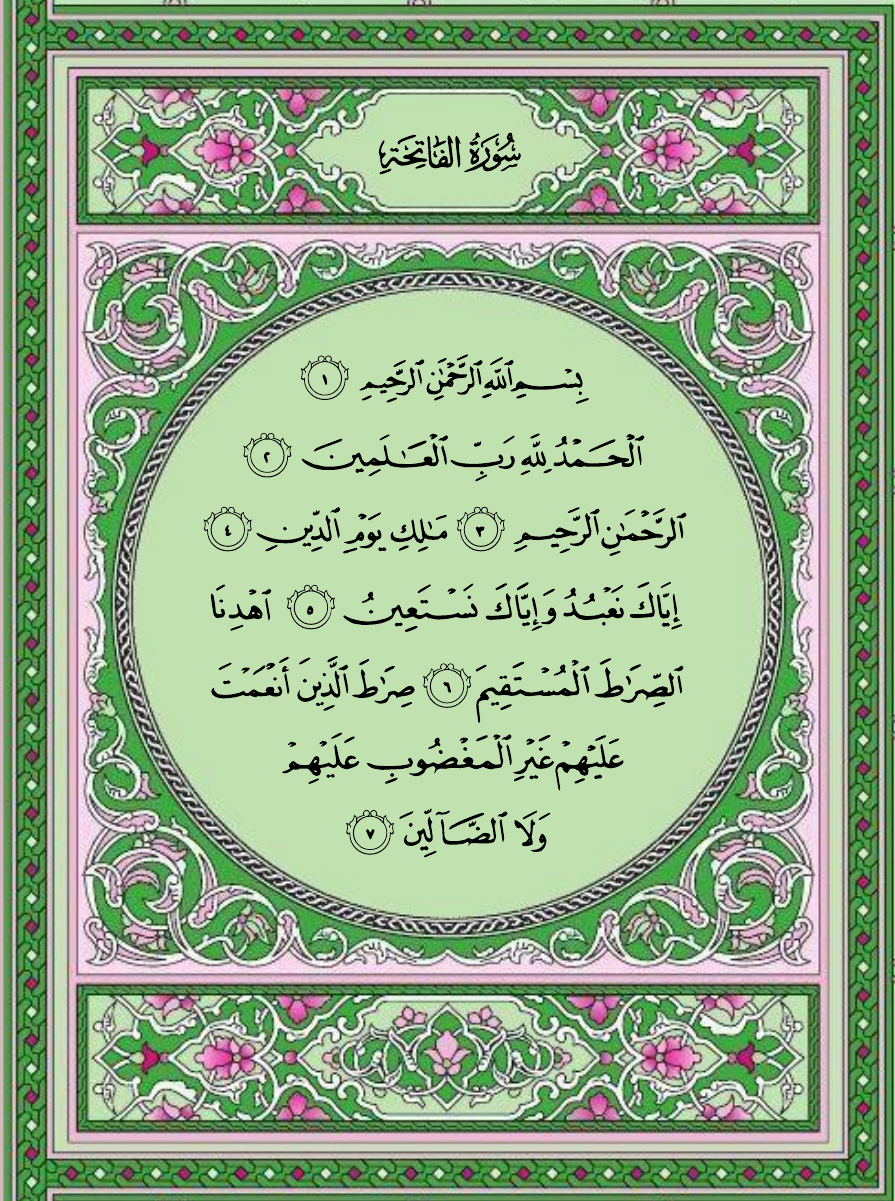 سُورَةُ الفَاتِحَةِ
بِسْمِ ٱللَّهِ ٱلرَّحْمَٰنِ ٱلرَّحِيمِ ١
ٱلْحَمْدُ لِلَّهِ رَبِّ ٱلْعَٰلَمِينَ ٢
ٱلرَّحْمَٰنِ ٱلرَّحِيمِ ٣ مَٰلِكِ يَوْمِ ٱلدِّينِ ٤
إِيَّاكَ نَعْبُدُ وَإِيَّاكَ نَسْتَعِينُ ٥ ٱهْدِنَا
ٱلصِّرَٰطَ ٱلْمُسْتَقِيمَ ٦ صِرَٰطَ ٱلَّذِينَ أَنْعَمْتَ
عَلَيْهِمْ غَيْرِ ٱلْمَغْضُوبِ عَلَيْهِمْ
وَلَا ٱلضَّآلِّينَ ٧